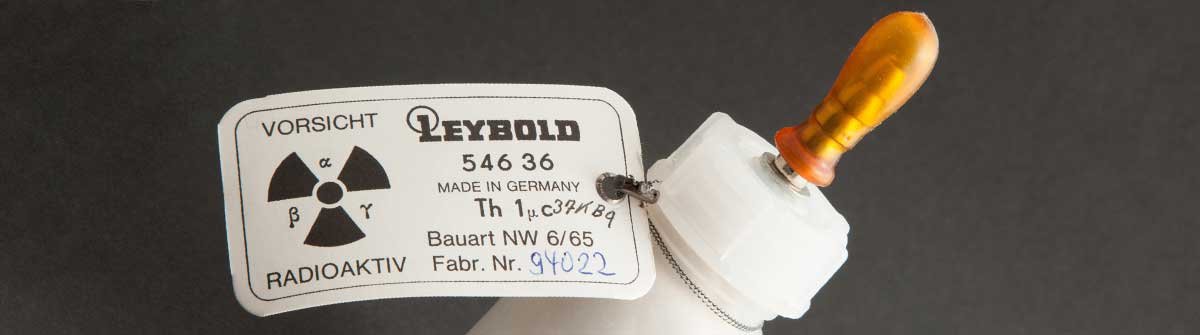 VORSICHT
α
β γ
RADIOAKTIV
LEYBOLD
546 36
MADE IN GERMANY
Th 1μc 37KBq
Bauart NW 6/65
Fabr. Nr. 94022